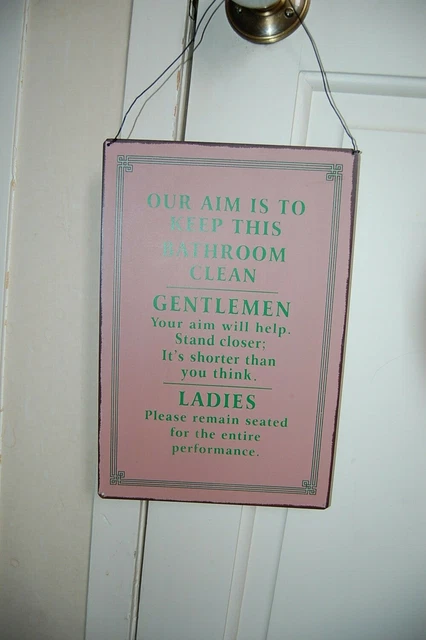 OUR AIM IS TO
KEEP THIS
BATHROOM
CLEAN
GENTLEMEN
Your aim will help.
Stand closer;
It's shorter than
you think.
LADIES
Please remain seated
for the entire
performance.